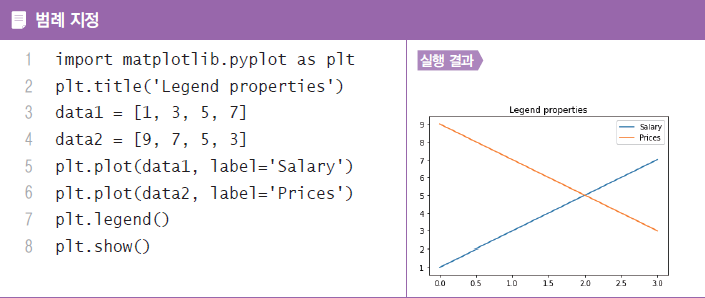 범례 지정
1 import matplotlib.pyplot as plt
2 plt.title('Legend properties')
3 data1 = [1, 3, 5, 7]
4 data2 = [9, 7, 5, 3]
5 plt.plot(data1, label='Salary')
6 plt.plot(data2, label='Prices')
7 plt.legend()
8 plt.show()
실행 결과
Legend properties
Salary
Prices
9
8
7
6
5
4
3
2
1
0.0 0.5 1.0 1.5 2.0 2.5 3.0